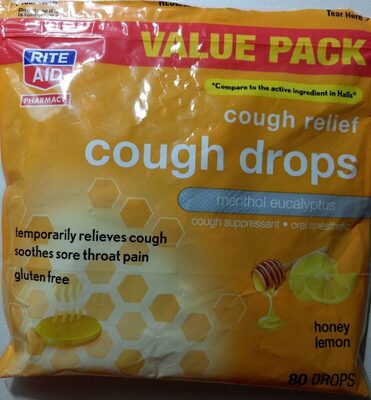 Tear Here
VALUE PACK
RITE
AID
PHARMACY
*Compare to the active ingredient in Halls®
cough relief
cough drops
menthol eucalyptus
cough suppressant • oral anesthetic
temporarily relieves cough
soothes sore throat pain
gluten free
honey
lemon
80 DROPS